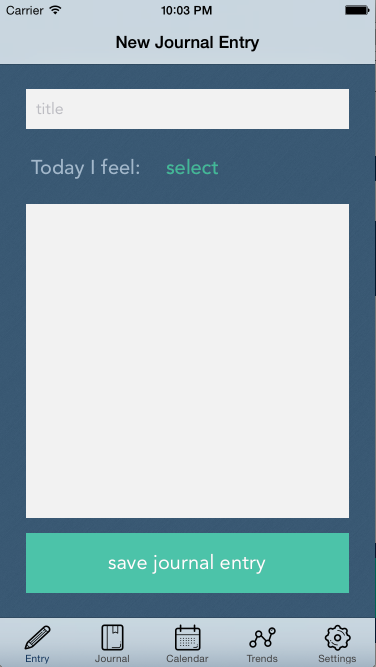 Carrier 10:03 PM
New Journal Entry
title
Today I feel: select
save journal entry
Entry Journal Calendar Trends Settings